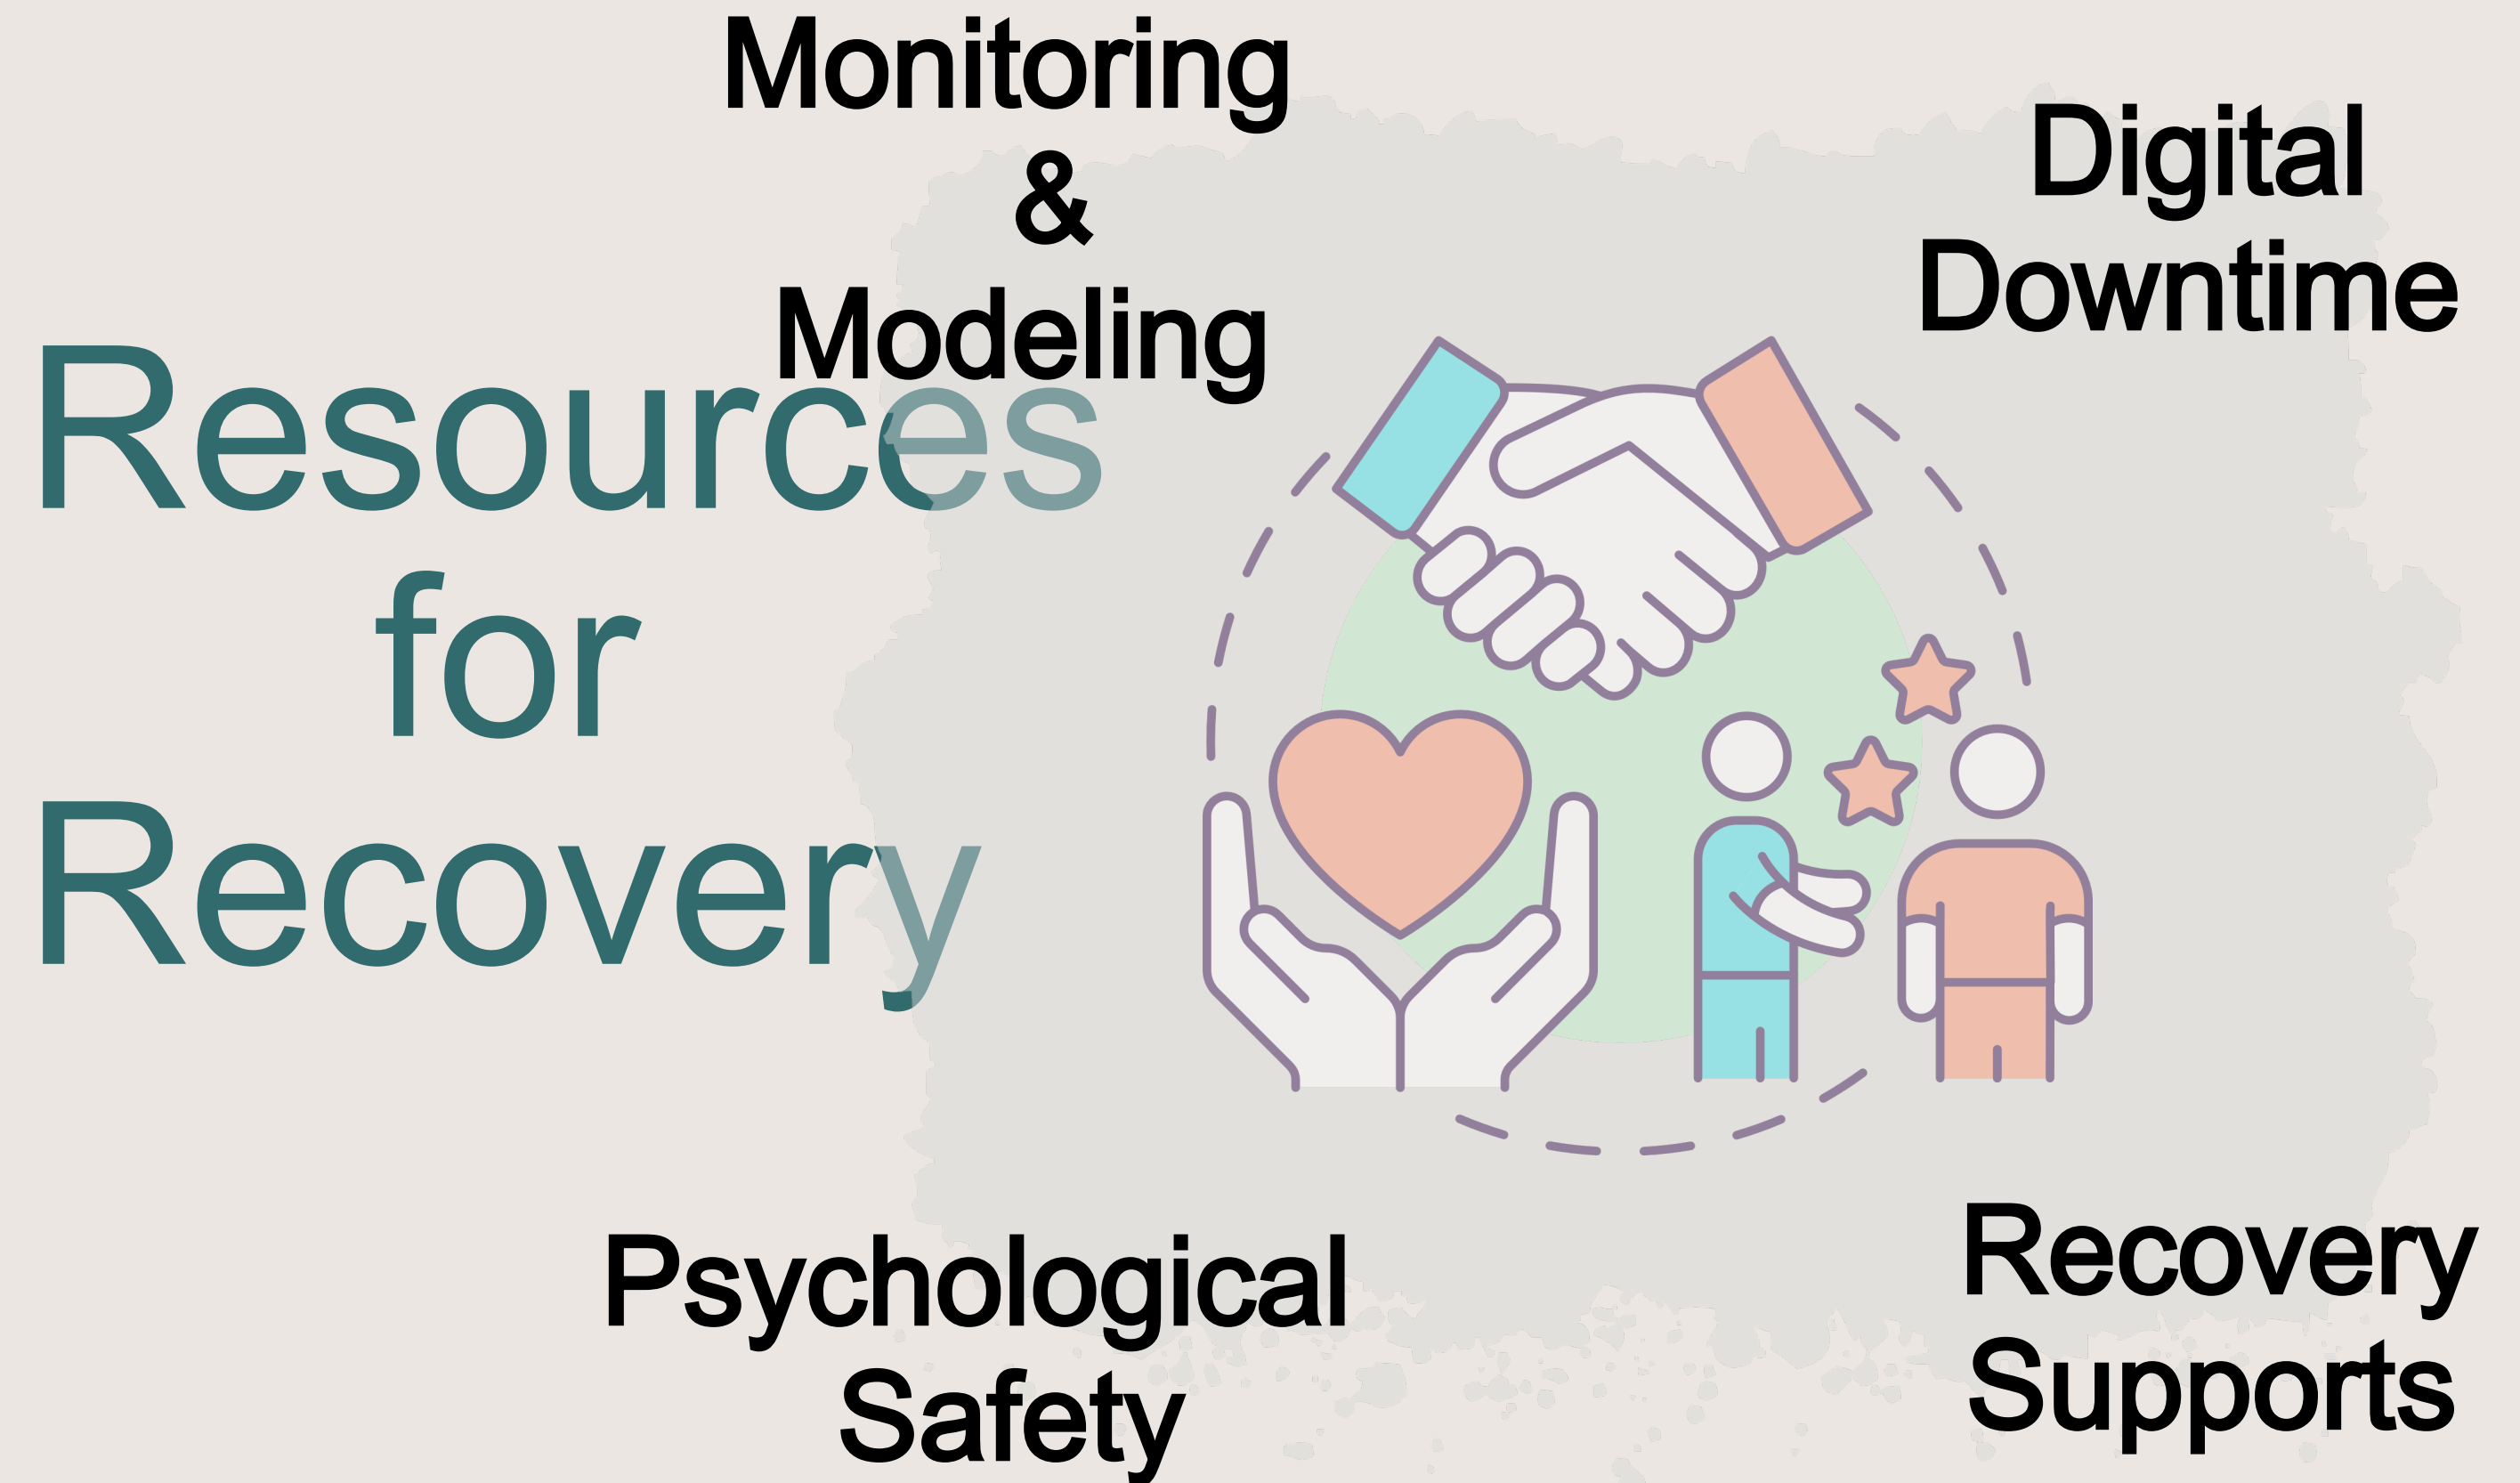 Monitoring
&
Modeling
Digital
Downtime
Resources
for
Recovery
Psychological
Safety
Recovery
Supports